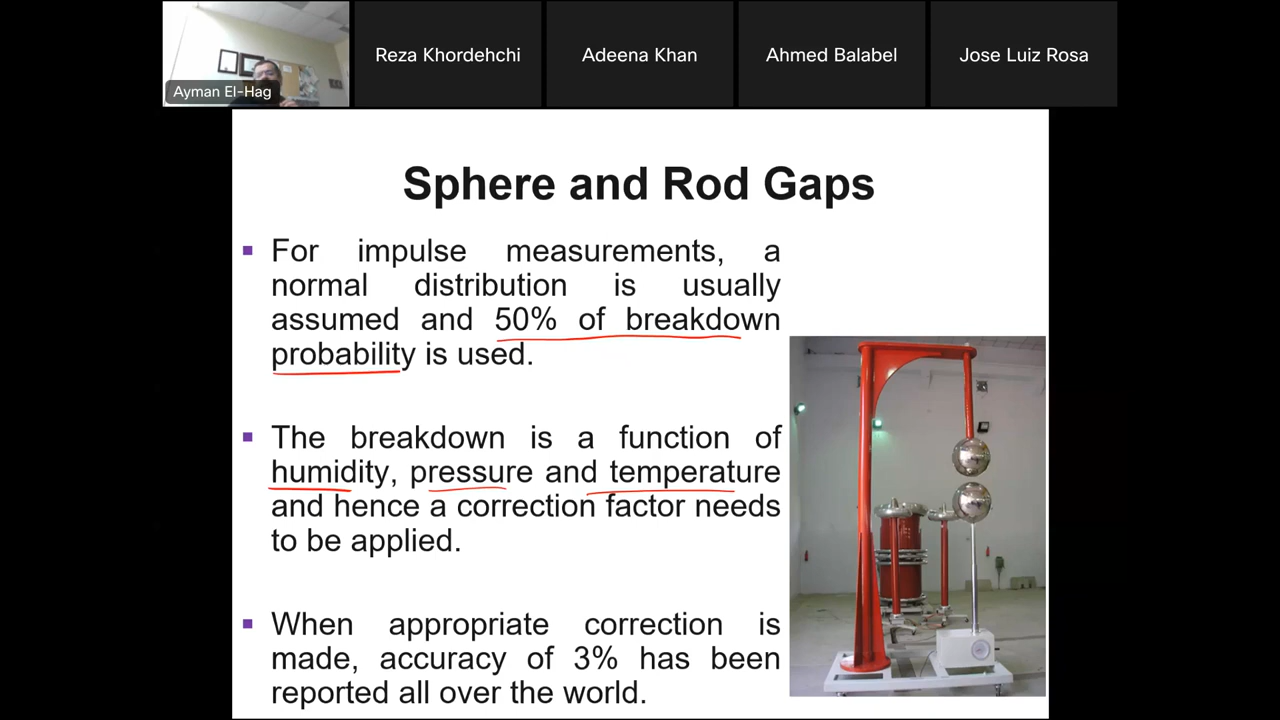 Ayman El-Hag
Reza Khordehchi
Adeena Khan
Ahmed Balabel
Jose Luiz Rosa
Sphere and Rod Gaps
For impulse measurements, a
normal distribution is usually
assumed and 50% of breakdown
probability is used.
The breakdown is a function of
humidity, pressure and temperature
and hence a correction factor needs
to be applied.
When appropriate correction is
made, accuracy of 3% has been
reported all over the world.